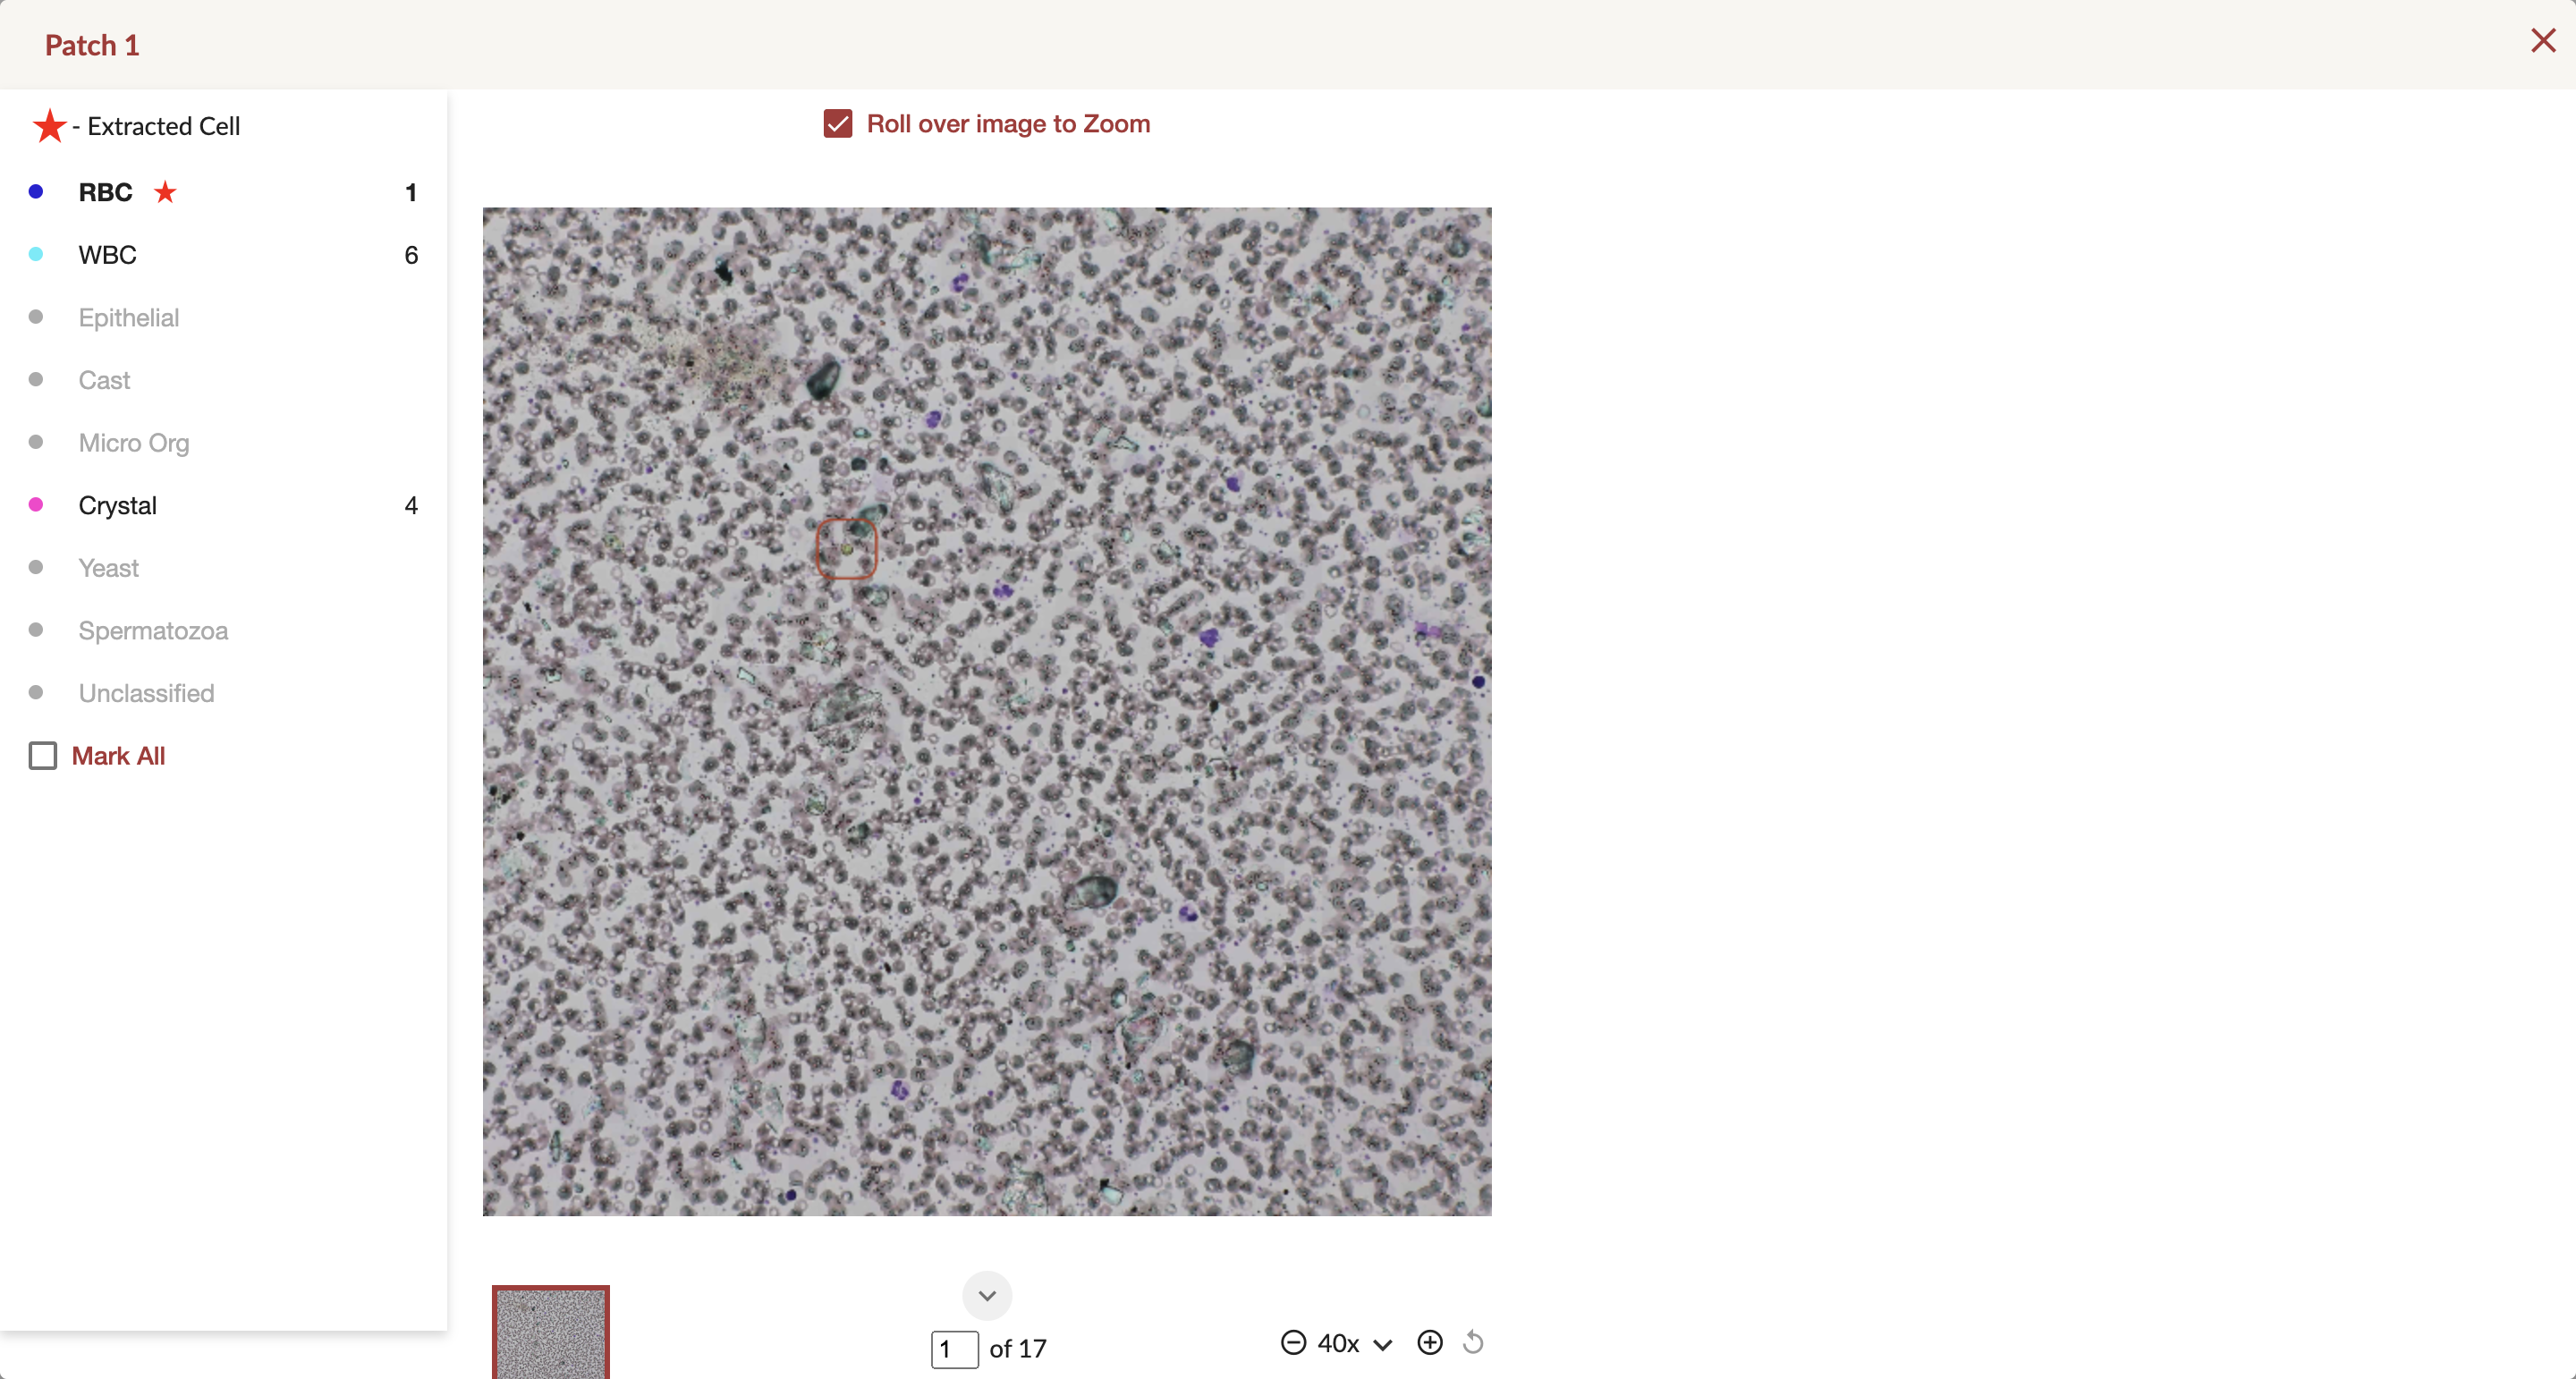 Patch 1
- Extracted Cell
RBC 1
WBC 6
Epithelial
Cast
Micro Org
Crystal 4
Yeast
Spermatozoa
Unclassified
Mark All
Roll over image to Zoom
1 of 17
40x